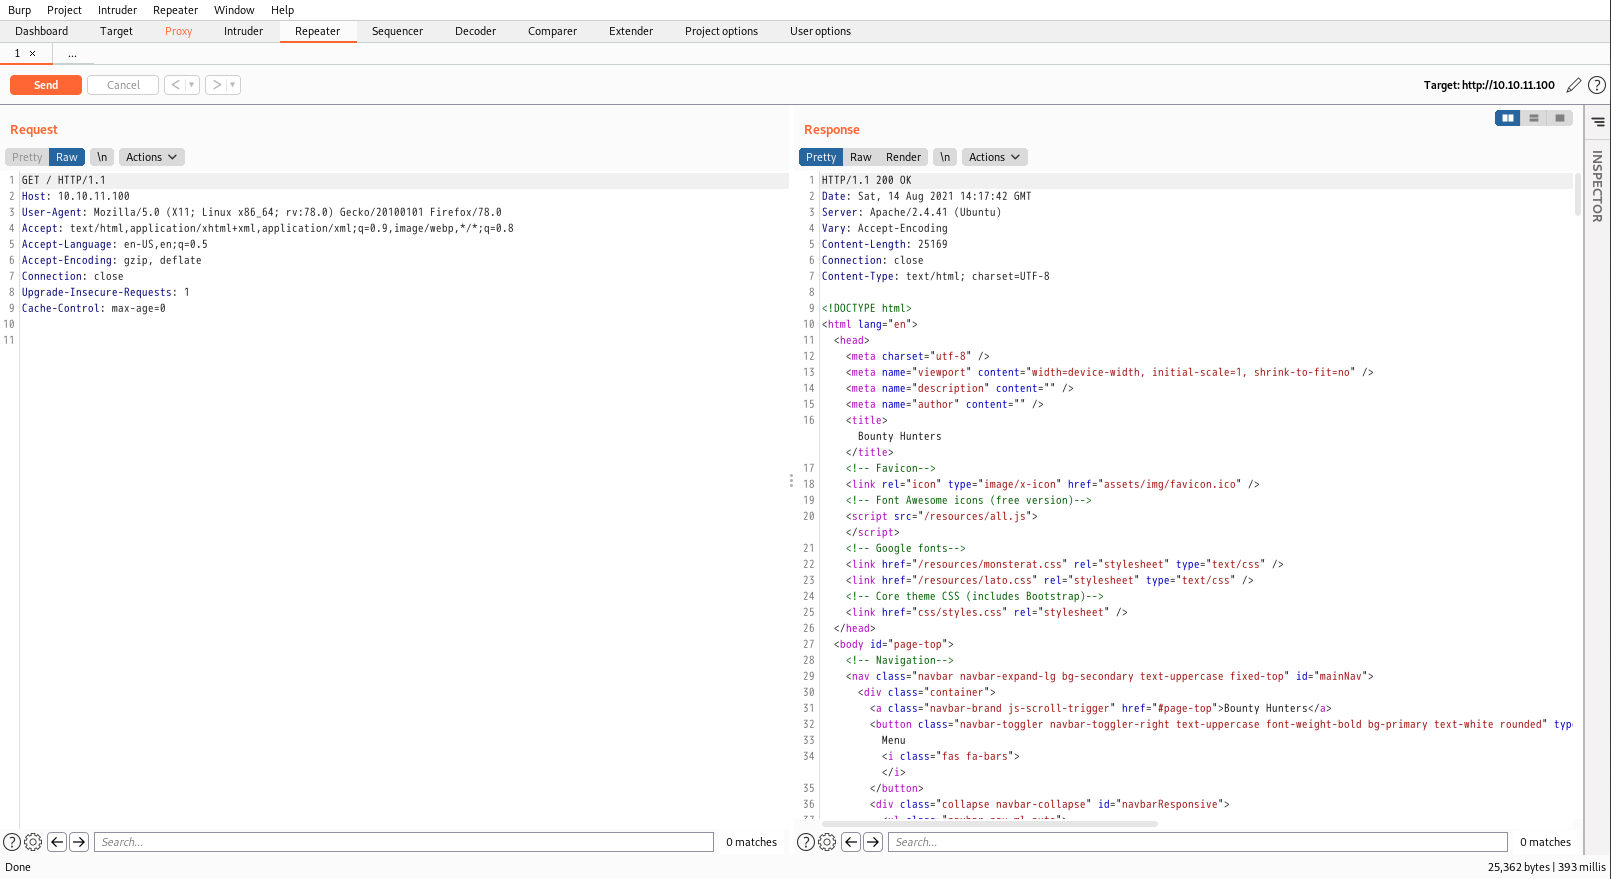 Burp Project Intruder Repeater Window Help
Dashboard Target Proxy Intruder Repeater Sequencer Decoder Comparer Extender Project options User options
1 × ...
Send Cancel < ▼ > ▼ Target: http://10.10.11.100 ?
Request
Pretty Raw \n Actions
1 GET / HTTP/1.1
2 Host: 10.10.11.100
3 User-Agent: Mozilla/5.0 (X11; Linux x86_64; rv:78.0) Gecko/20100101 Firefox/78.0
4 Accept: text/html,application/xhtml+xml,application/xml;q=0.9,image/webp,*/*;q=0.8
5 Accept-Language: en-US,en;q=0.5
6 Accept-Encoding: gzip, deflate
7 Connection: close
8 Upgrade-Insecure-Requests: 1
9 Cache-Control: max-age=0
10
11
? Search... 0 matches
Response
Pretty Raw Render \n Actions
1 HTTP/1.1 200 OK
2 Date: Sat, 14 Aug 2021 14:17:42 GMT
3 Server: Apache/2.4.41 (Ubuntu)
4 Vary: Accept-Encoding
5 Content-Length: 25169
6 Connection: close
7 Content-Type: text/html; charset=UTF-8
8
9 <!DOCTYPE html>
10 <html lang="en">
11 <head>
12 <meta charset="utf-8" />
13 <meta name="viewport" content="width=device-width, initial-scale=1, shrink-to-fit=no" />
14 <meta name="description" content="" />
15 <meta name="author" content="" />
16 <title>
Bounty Hunters
</title>
17 <!-- Favicon-->
18 <link rel="icon" type="image/x-icon" href="assets/img/favicon.ico" />
19 <!-- Font Awesome icons (free version)-->
20 <script src="/resources/all.js">
</script>
21 <!-- Google fonts-->
22 <link href="/resources/monsterat.css" rel="stylesheet" type="text/css" />
23 <link href="/resources/lato.css" rel="stylesheet" type="text/css" />
24 <!-- Core theme CSS (includes Bootstrap)-->
25 <link href="css/styles.css" rel="stylesheet" />
26 </head>
27 <body id="page-top">
28 <!-- Navigation-->
29 <nav class="navbar navbar-expand-lg bg-secondary text-uppercase fixed-top" id="mainNav">
30 <div class="container">
31 <a class="navbar-brand js-scroll-trigger" href="#page-top">Bounty Hunters</a>
32 <button class="navbar-toggler navbar-toggler-right text-uppercase font-weight-bold bg-primary text-white rounded" typ
33 Menu
34 <i class="fas fa-bars">
</i>
35 </button>
36 <div class="collapse navbar-collapse" id="navbarResponsive">
? Search... 0 matches
INSPECTOR
Done 25,362 bytes | 393 millis